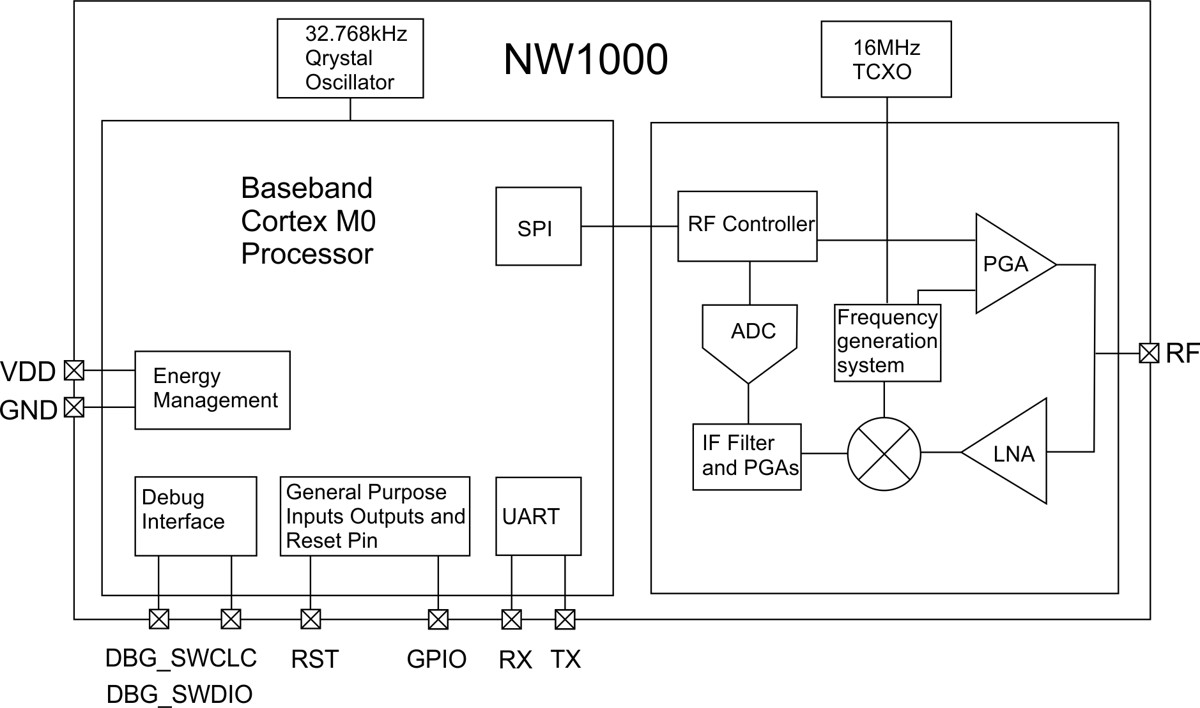 32.768kHz
Qrystal
Oscillator
NW1000
16MHz
TCXO
Baseband
Cortex M0
Processor
SPI
RF Controller
PGA
ADC
Frequency
generation
system
RF
VDD
GND
Energy
Management
IF Filter
and PGAs
LNA
Debug
Interface
General Purpose
Inputs Outputs and
Reset Pin
UART
DBG_SWCLC
DBG_SWDIO
RST
GPIO
RX
TX